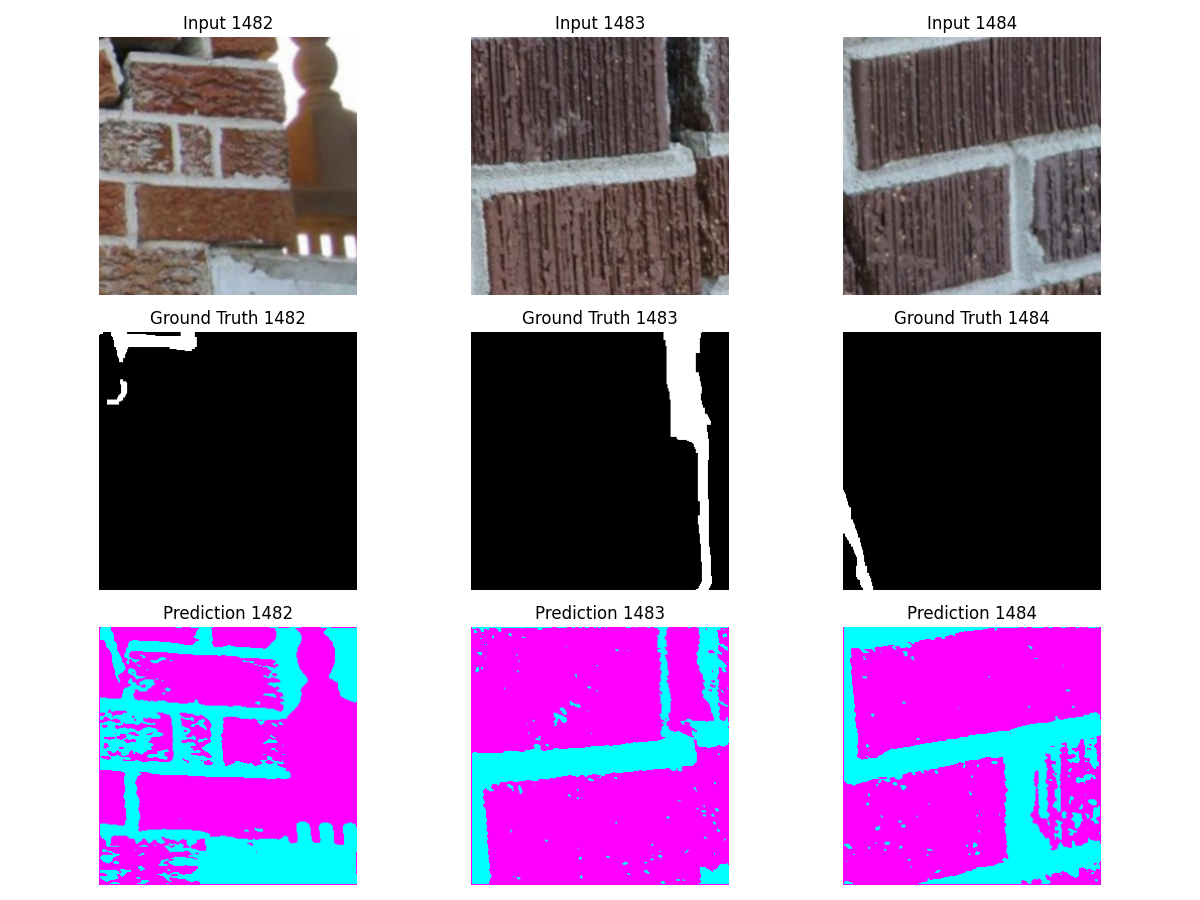 Input 1482
Input 1483
Input 1484
Ground Truth 1482
Ground Truth 1483
Ground Truth 1484
Prediction 1482
Prediction 1483
Prediction 1484